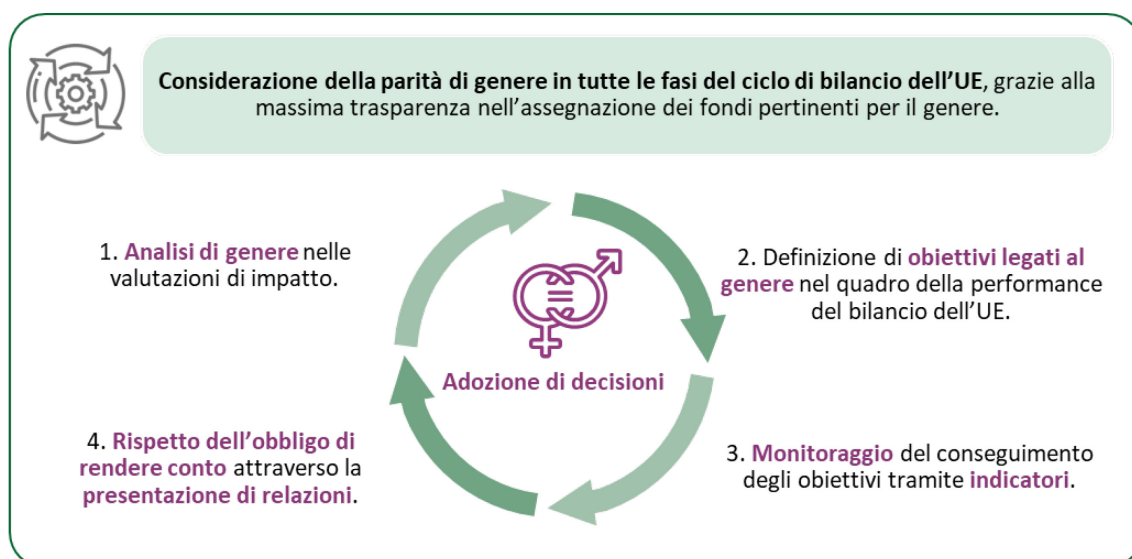 Considerazione della parità di genere in tutte le fasi del ciclo di bilancio dell’UE, grazie alla
massima trasparenza nell’assegnazione dei fondi pertinenti per il genere.
1. Analisi di genere nelle
valutazioni di impatto.
2. Definizione di obiettivi legati al
genere nel quadro della performance
del bilancio dell’UE.
Adozione di decisioni
4. Rispetto dell’obbligo di
rendere conto attraverso la
presentazione di relazioni.
3. Monitoraggio del conseguimento
degli obiettivi tramite indicatori.